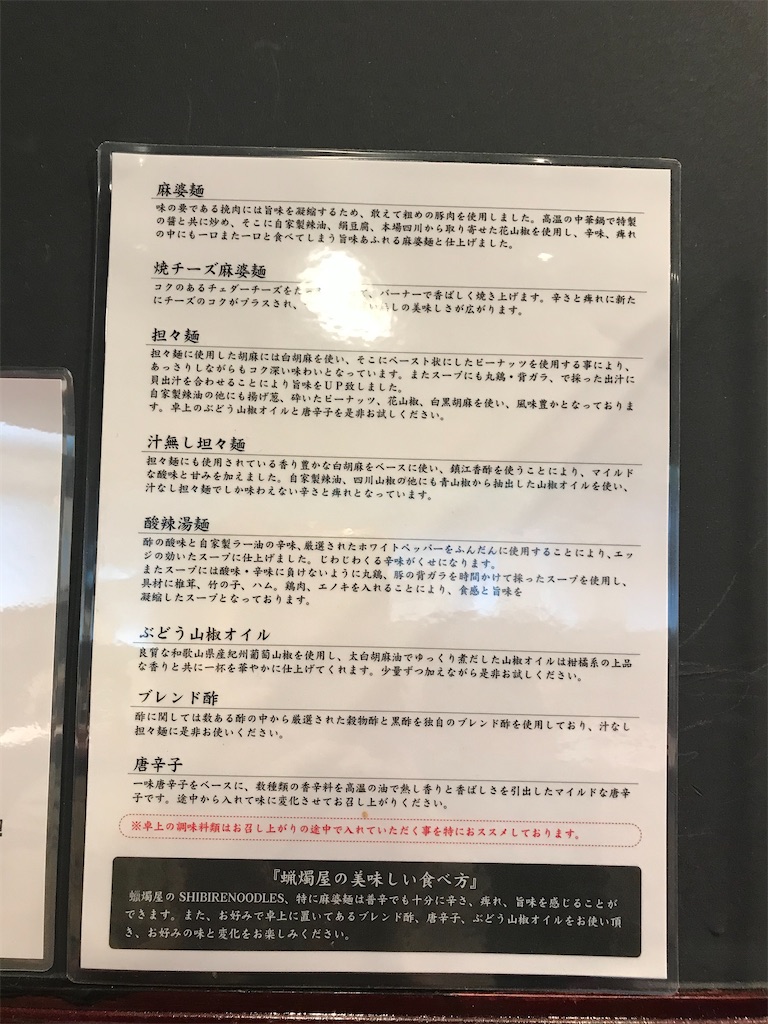 麻婆麺
味の要である挽肉には旨味を凝縮するため、敢えて粗めの豚肉を使用しました。高温の中華鍋で特製
の醤と共に炒め、そこに自家製辣油、絹豆腐、本場四川から取り寄せた花山椒を使用し、辛味、痺れ
の中にも一口また一口と食べてしまう旨味あふれる麻婆麺と仕上げました。
焼チーズ麻婆麺
コクのあるチェダーチーズをた、バーナーで香ばしく焼き上げます。辛さと痺れに新た
にチーズのコクがプラスされ、しの美味しさが広がります。
担々麺
担々麺に使用した胡麻には白胡麻を使い、そこにペースト状にしたピーナッツを使用する事により、
あっさりしながらもコク深い味わいとなっています。またスープにも丸鶏・背ガラ、で採った出汁に
貝出汁を合わせることにより旨味をUP致しました。
自家製辣油の他にも揚げ葱、砕いたピーナッツ、花山椒、白黒胡麻を使い、風味豊かとなっておりま
す。卓上のぶどう山椒オイルと唐辛子を是非お試しください。
汁無し坦々麺
担々麺にも使用されている香り豊かな白胡麻をベースに使い、鎮江香酢を使うことにより、マイルド
な酸味と甘みを加えました。自家製辣油、四川山椒の他にも青山椒から抽出した山椒オイルを使い、
汁なし担々麺でしか味わえない辛さと痺れとなっています。
酸辣湯麺
酢の酸味と自家製ラー油の辛味、厳選されたホワイトペッパーをふんだんに使用することにより、エッ
ジの効いたスープに仕上げました。じわじわくる辛味がくせになります。
またスープには酸味・辛味に負けないように丸鶏、豚の背ガラを時間かけて採ったスープを使用し、
具材に椎茸、竹の子、ハム。鶏肉、エノキを入れることにより、食感と旨味を
凝縮したスープとなっております。
ぶどう山椒オイル
良質な和歌山県産紀州葡萄山椒を使用し、太白胡麻油でゆっくり煮だした山椒オイルは柑橘系の上品
な香りと共に一杯を華やかに仕上げてくれます。少量ずつ加えながら是非お試しください。
ブレンド酢
酢に関しては数ある酢の中から厳選された穀物酢と黒酢を独自のブレンド酢を使用しており、汁なし
担々麺に是非お使いください。
唐辛子
一味唐辛子をベースに、数種類の香辛料を高温の油で熱し香りと香ばしさを引出したマイルドな唐辛
子です。途中から入れて味に変化させてお召し上がりください。
※卓上の調味料類はお召し上がりの途中で入れていただく事を特におススメしております。
『蝋燭屋の美味しい食べ方』
蝋燭屋の SHIBIRENOODLES、特に麻婆麺は普辛でも十分に辛さ、痺れ、旨味を感じることが
できます。また、お好みで卓上に置いてあるブレンド酢、唐辛子、ぶどう山椒オイルをお使い頂
き、お好みの味と変化をお楽しみください。